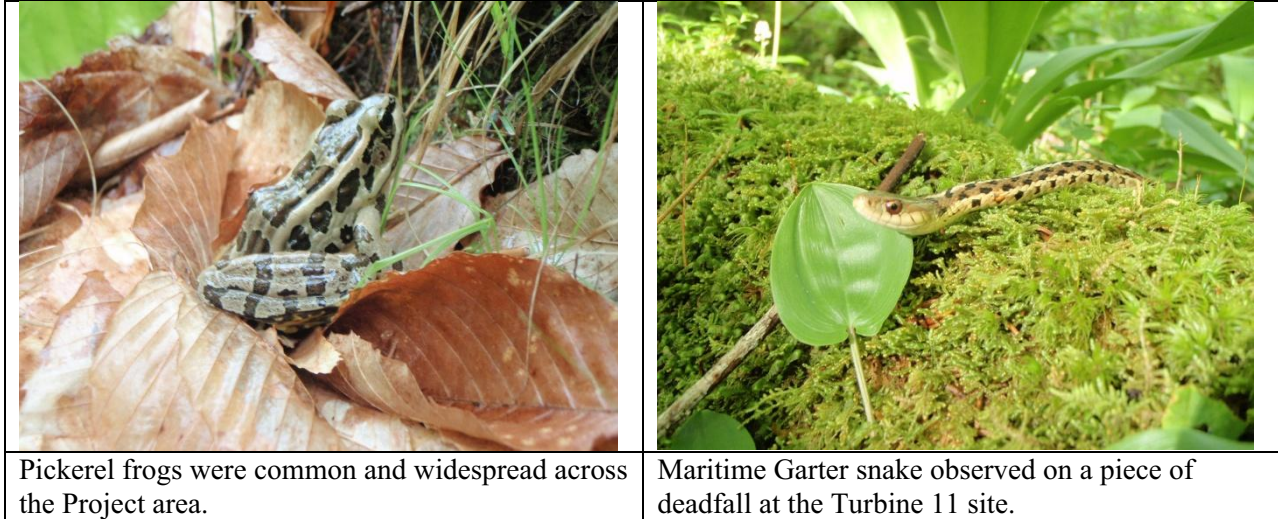 Pickerel frogs were common and widespread across
the Project area.
Maritime Garter snake observed on a piece of
deadfall at the Turbine 11 site.